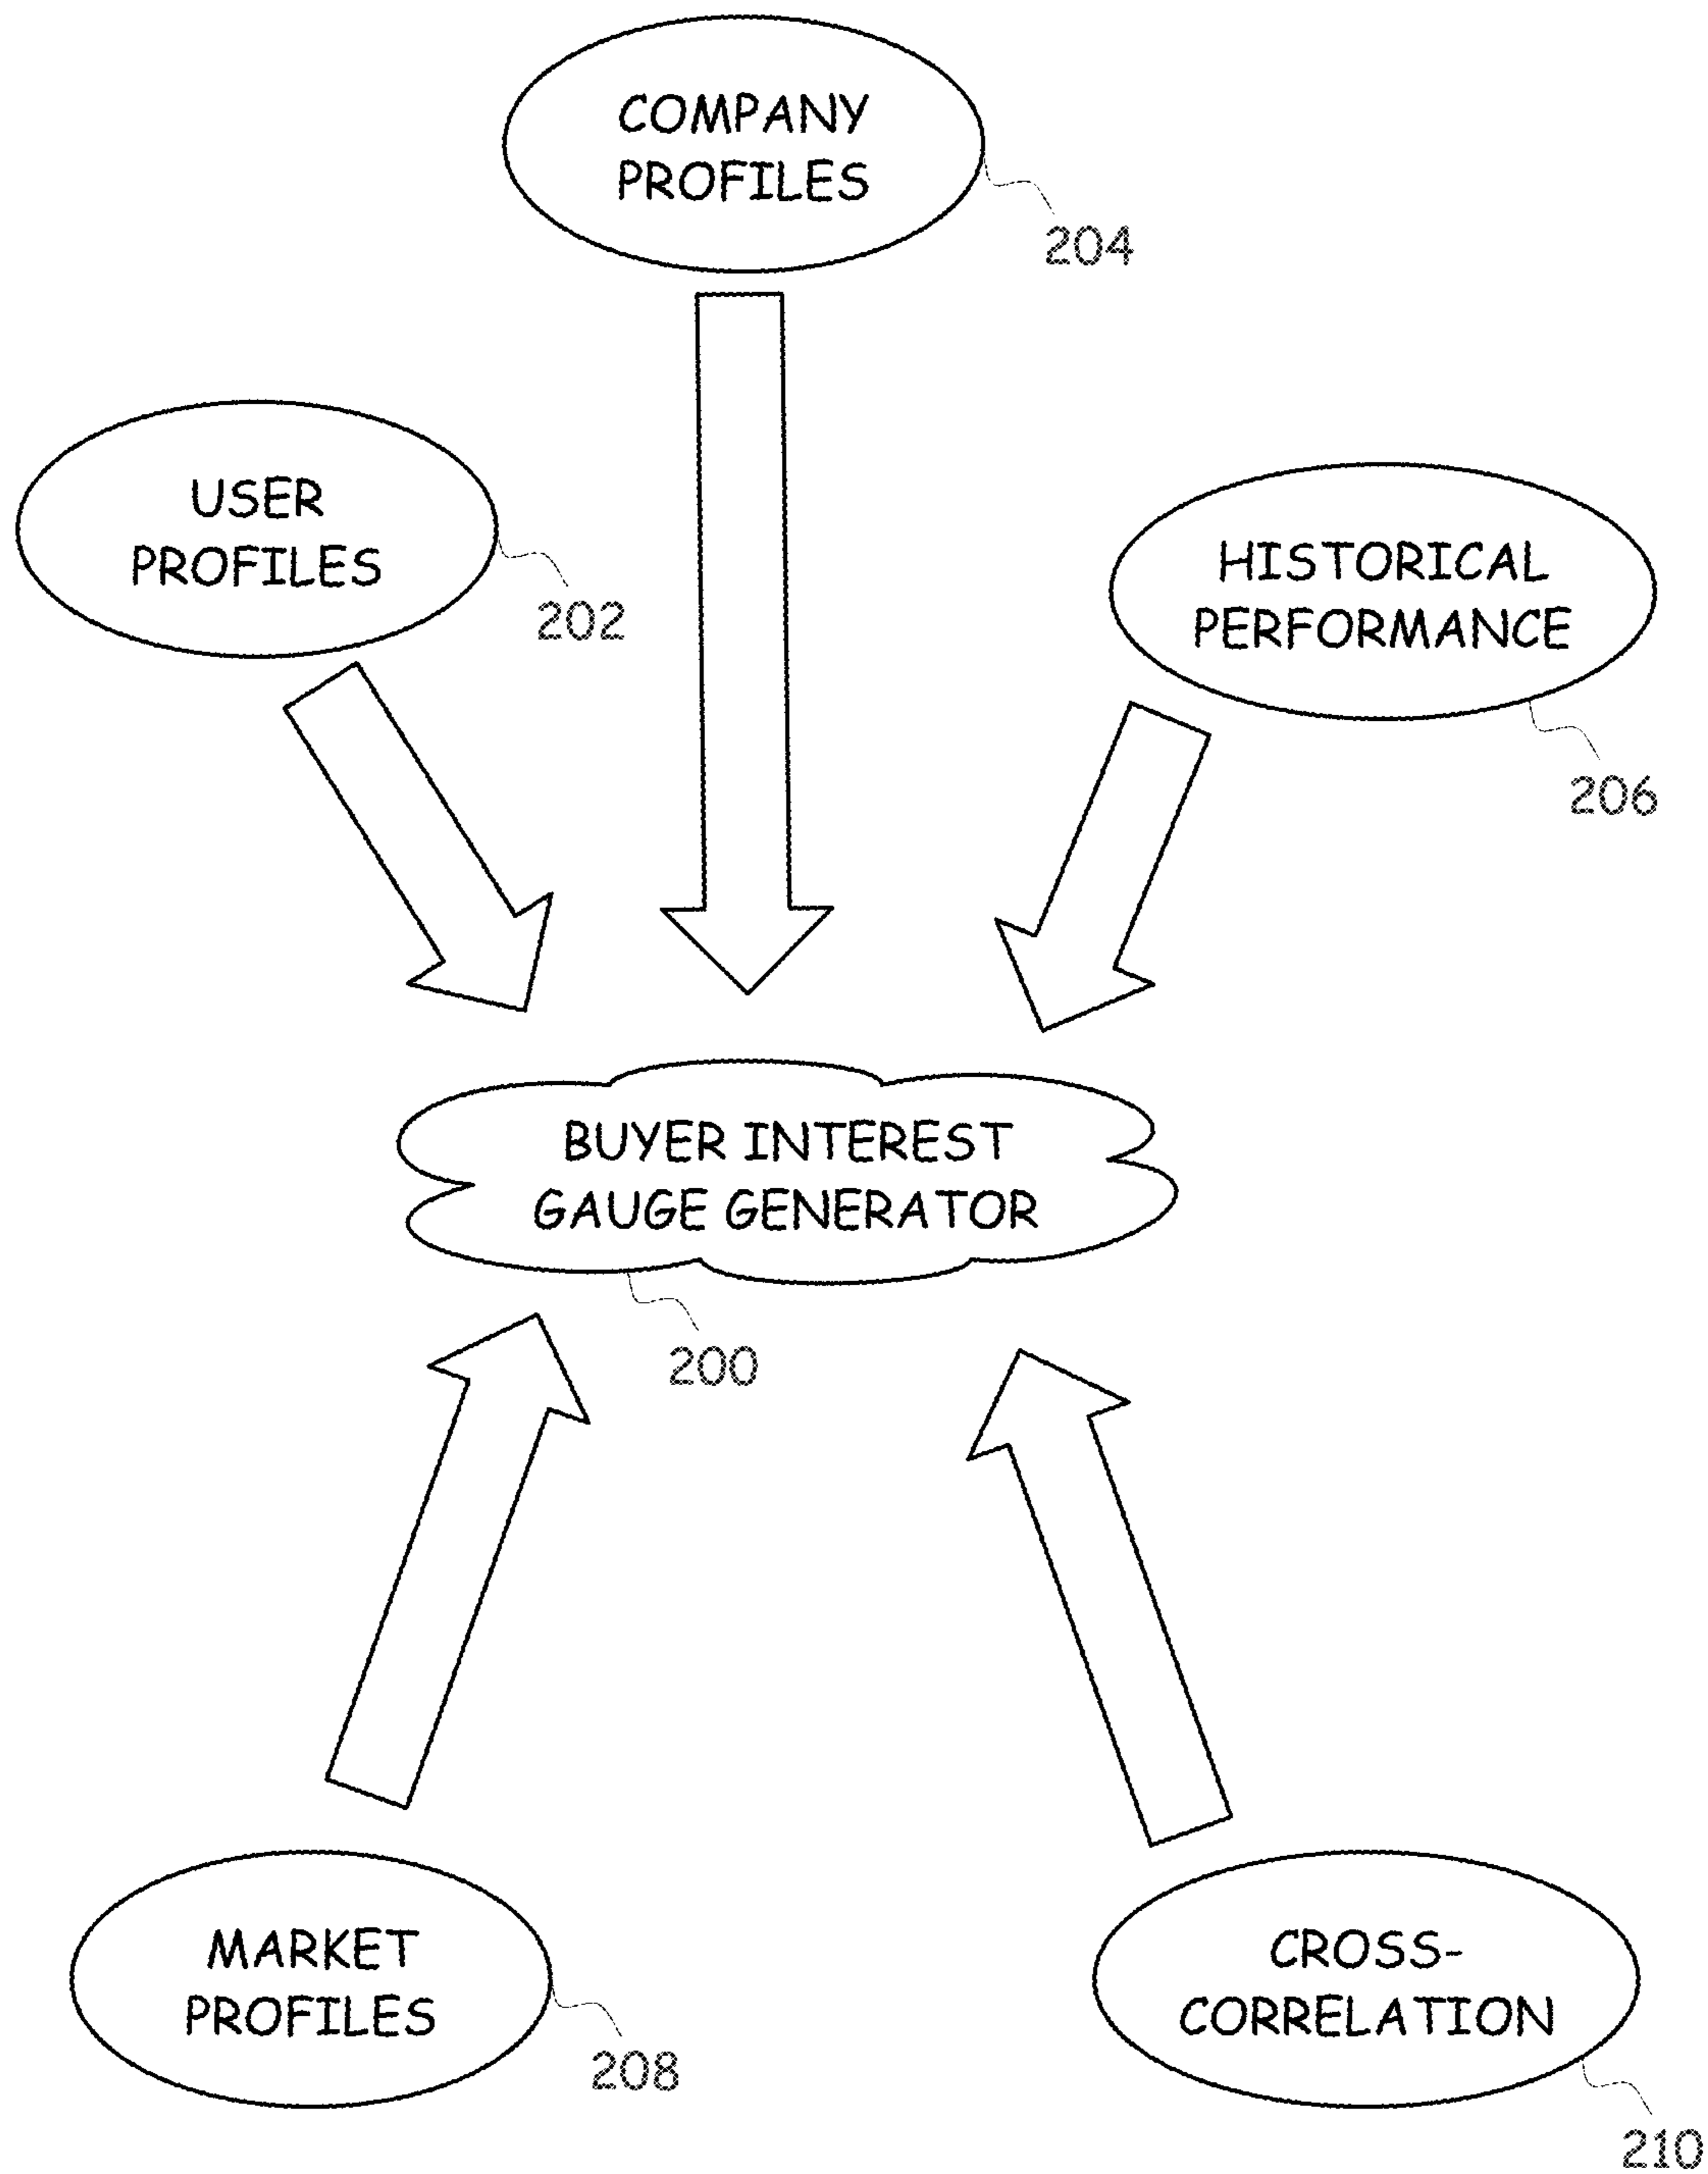 COMPANY
PROFILES
204
USER
PROFILES
202
HISTORICAL
PERFORMANCE
206
BUYER INTEREST
GAUGE GENERATOR
200
MARKET
PROFILES
208
CROSS-
CORRELATION
210